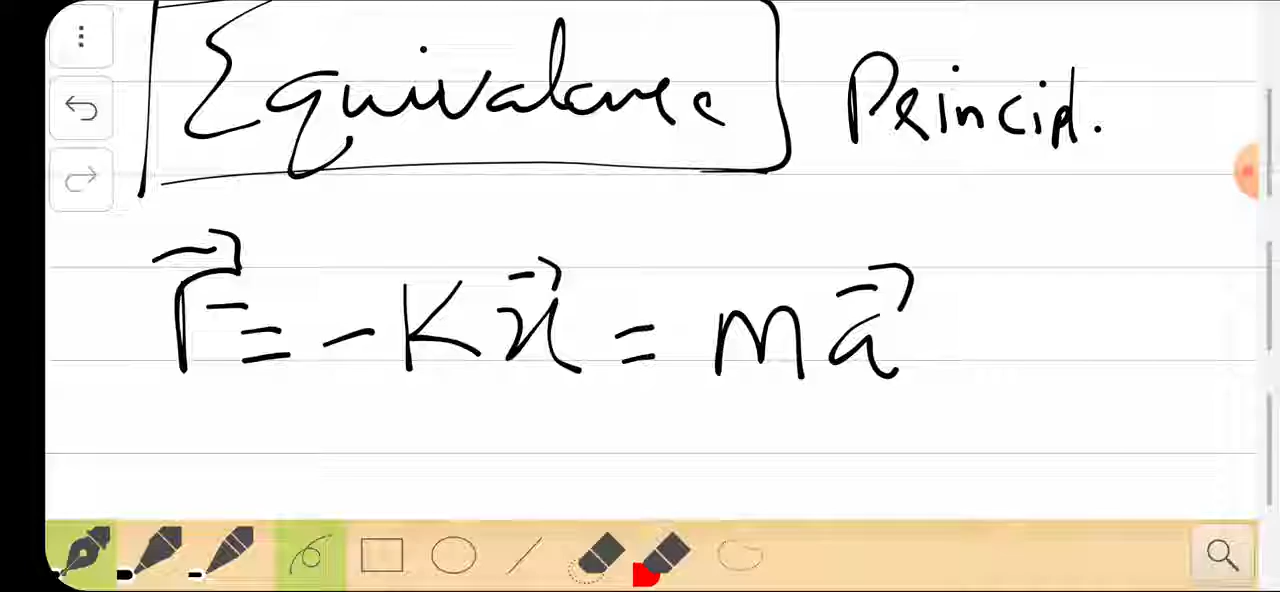 Equivalence Princip.
F⃗ = -Kx⃗ = ma⃗